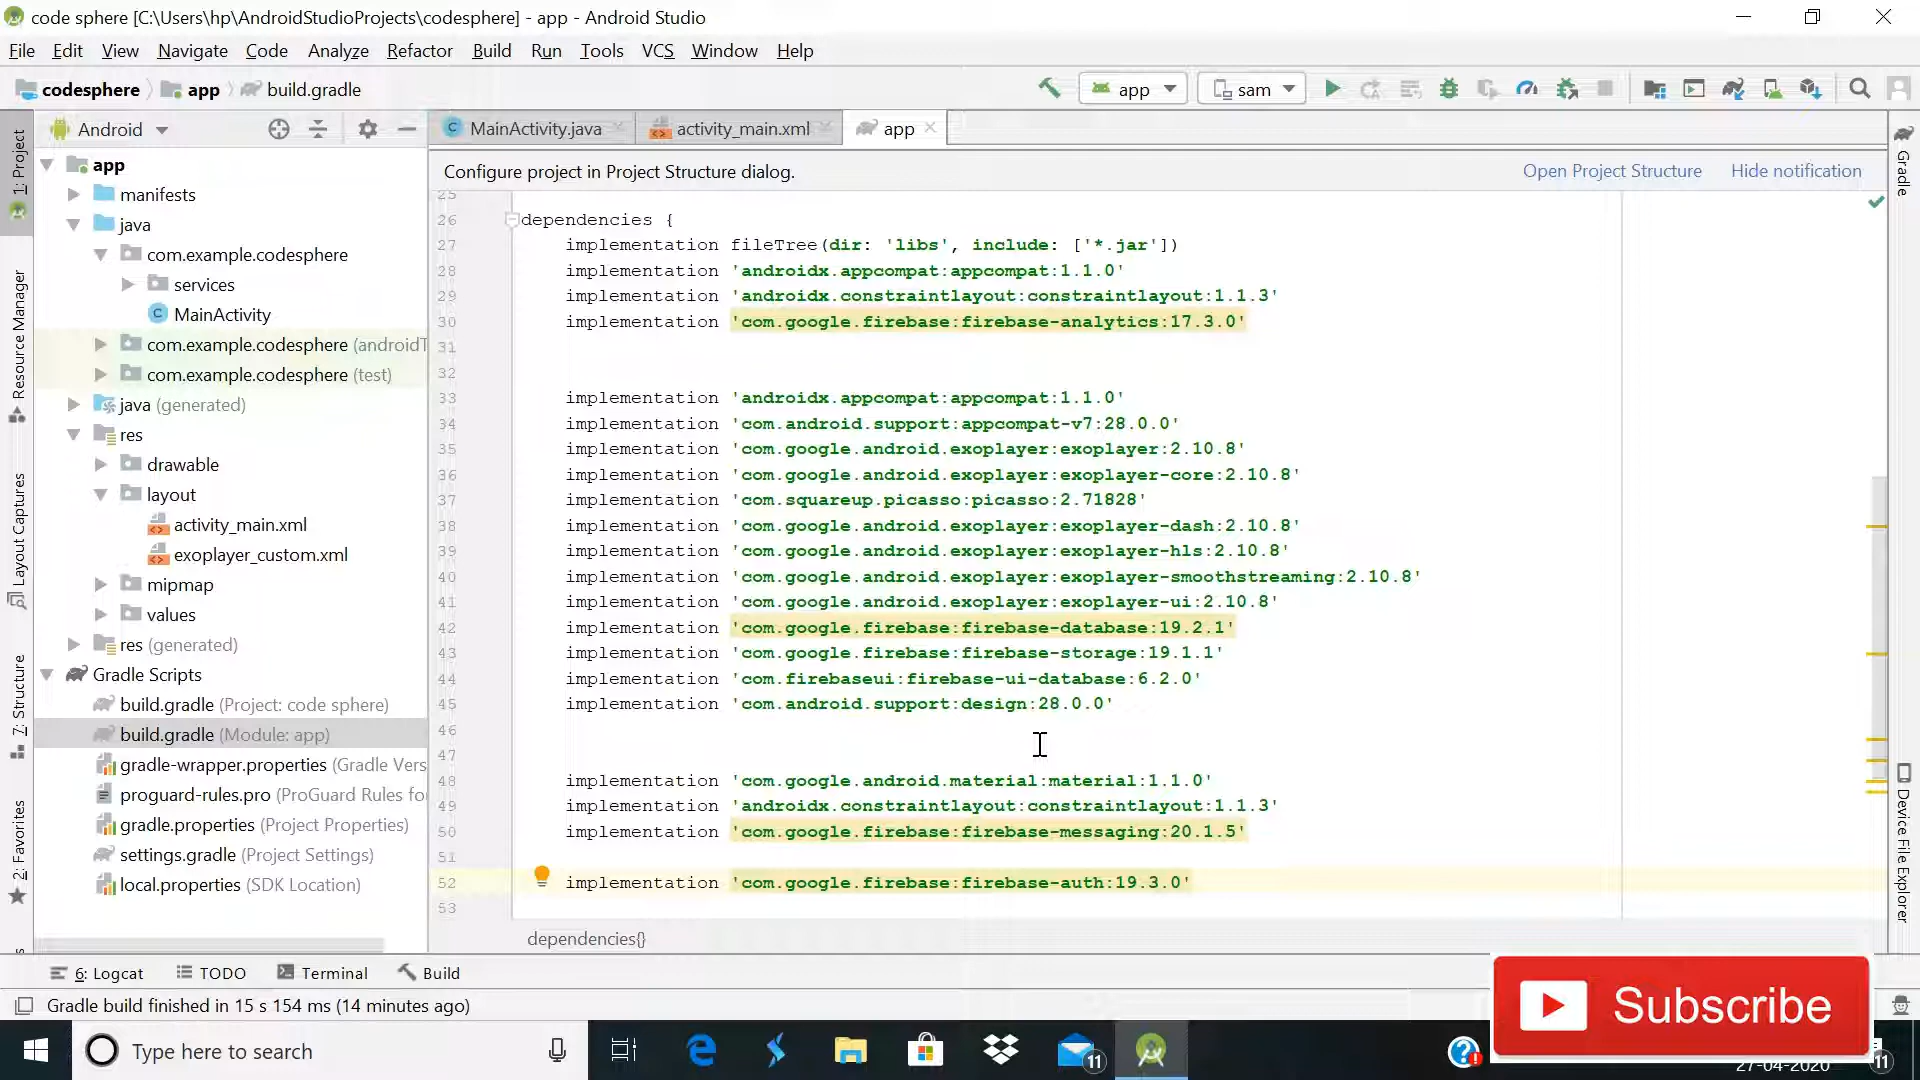 code sphere [C:\Users\hp\AndroidStudioProjects\codesphere] - app - Android Studio
File Edit View Navigate Code Analyze Refactor Build Run Tools VCS Window Help
codesphere app build.gradle
app sam
Android
MainActivity.java activity_main.xml app
Configure project in Project Structure dialog. Open Project Structure Hide notification
1: Project
Resource Manager
Layout Captures
7: Structure
2: Favorites
app
manifests
java
com.example.codesphere
services
MainActivity
com.example.codesphere (androidT
com.example.codesphere (test)
java (generated)
res
drawable
layout
activity_main.xml
exoplayer_custom.xml
mipmap
values
res (generated)
Gradle Scripts
build.gradle (Project: code sphere)
build.gradle (Module: app)
gradle-wrapper.properties (Gradle Vers
proguard-rules.pro (ProGuard Rules fo
gradle.properties (Project Properties)
settings.gradle (Project Settings)
local.properties (SDK Location)
25
26 dependencies {
27 implementation fileTree(dir: 'libs', include: ['*.jar'])
28 implementation 'androidx.appcompat:appcompat:1.1.0'
29 implementation 'androidx.constraintlayout:constraintlayout:1.1.3'
30 implementation 'com.google.firebase:firebase-analytics:17.3.0'
31
32
33 implementation 'androidx.appcompat:appcompat:1.1.0'
34 implementation 'com.android.support:appcompat-v7:28.0.0'
35 implementation 'com.google.android.exoplayer:exoplayer:2.10.8'
36 implementation 'com.google.android.exoplayer:exoplayer-core:2.10.8'
37 implementation 'com.squareup.picasso:picasso:2.71828'
38 implementation 'com.google.android.exoplayer:exoplayer-dash:2.10.8'
39 implementation 'com.google.android.exoplayer:exoplayer-hls:2.10.8'
40 implementation 'com.google.android.exoplayer:exoplayer-smoothstreaming:2.10.8'
41 implementation 'com.google.android.exoplayer:exoplayer-ui:2.10.8'
42 implementation 'com.google.firebase:firebase-database:19.2.1'
43 implementation 'com.google.firebase:firebase-storage:19.1.1'
44 implementation 'com.firebaseui:firebase-ui-database:6.2.0'
45 implementation 'com.android.support:design:28.0.0'
46
47
48 implementation 'com.google.android.material:material:1.1.0'
49 implementation 'androidx.constraintlayout:constraintlayout:1.1.3'
50 implementation 'com.google.firebase:firebase-messaging:20.1.5'
51
52 implementation 'com.google.firebase:firebase-auth:19.3.0'
53
dependencies{}
Gradle
Device File Explorer
6: Logcat TODO Terminal Build
Gradle build finished in 15 s 154 ms (14 minutes ago)
Subscribe
Type here to search
11
27-04-2020
11